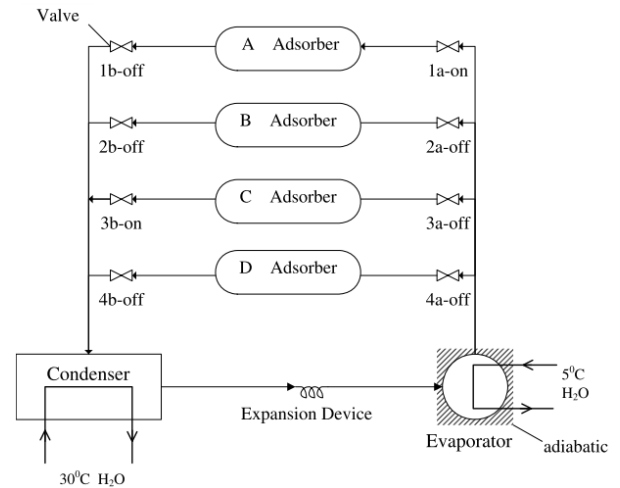 Valve
A Adsorber
1b-off
1a-on
B Adsorber
2b-off
2a-off
C Adsorber
3b-on
3a-off
D Adsorber
4b-off
4a-off
Condenser
5⁰C
H₂O
Expansion Device
Evaporator
adiabatic
30⁰C H₂O